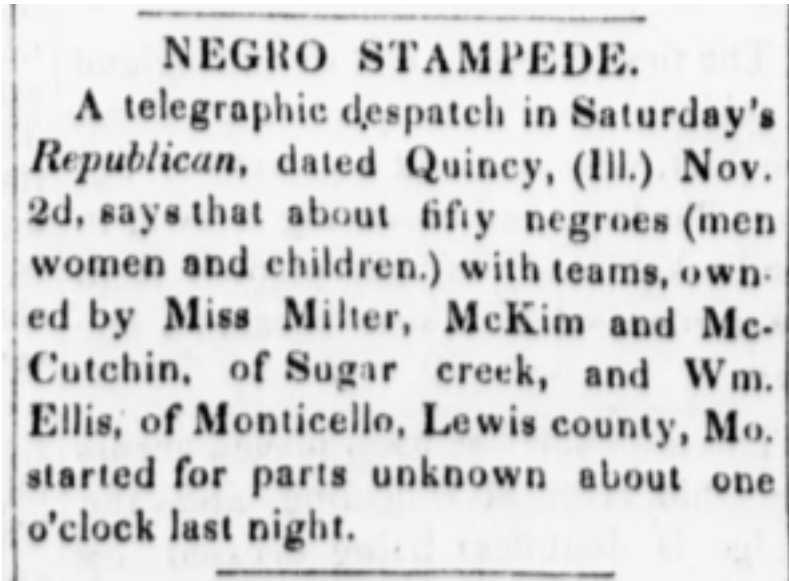 NEGRO STAMPEDE.
A telegraphic despatch in Saturday's
Republican, dated Quincy, (Ill.) Nov.
2d, says that about fifty negroes (men
women and children.) with teams, own-
ed by Miss Milter, McKim and Mc-
Cutchin, of Sugar creek, and Wm.
Ellis, of Monticello, Lewis county, Mo.
started for parts unknown about one
o'clock last night.